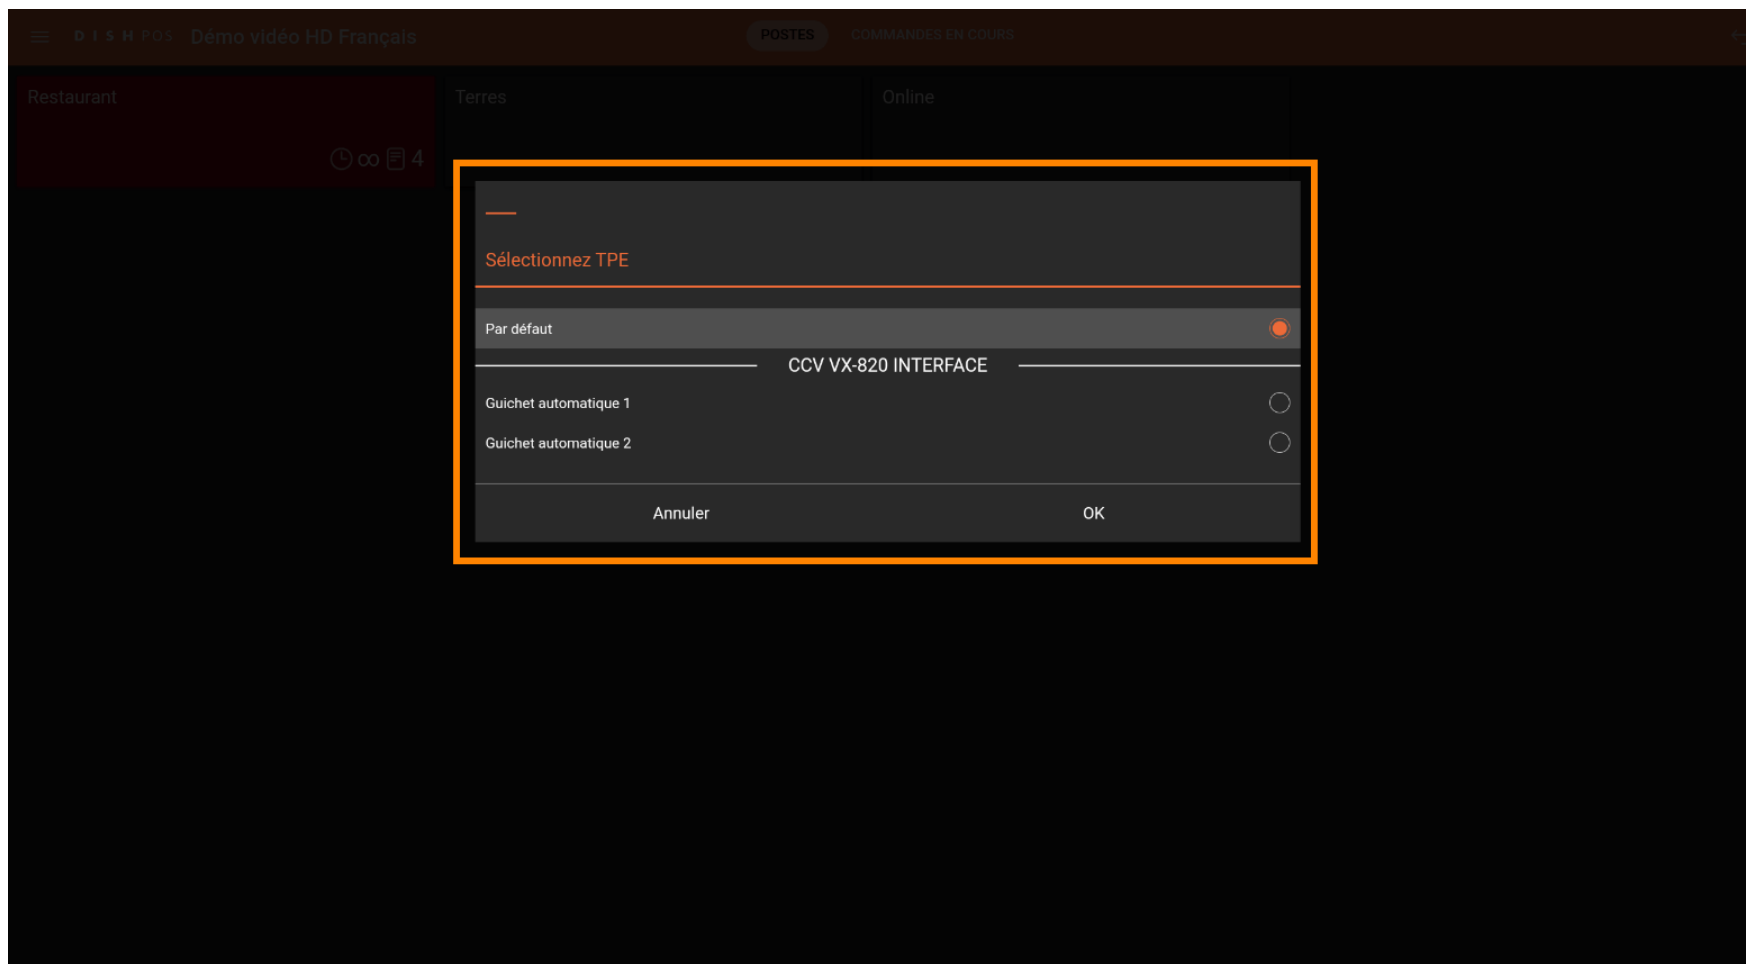 DISH POS Démo vidéo HD Français
POSTES COMMANDES EN COURS
Restaurant
Terres
Online
4
Sélectionnez TPE
Par défaut
CCV VX-820 INTERFACE
Guichet automatique 1
Guichet automatique 2
Annuler OK